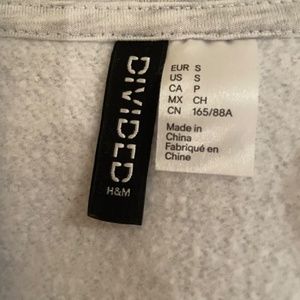 DIVIDED
H&M
EUR S
US S
CA P
MX CH
CN 165/88A
Made in
China
Fabriqué en
Chine